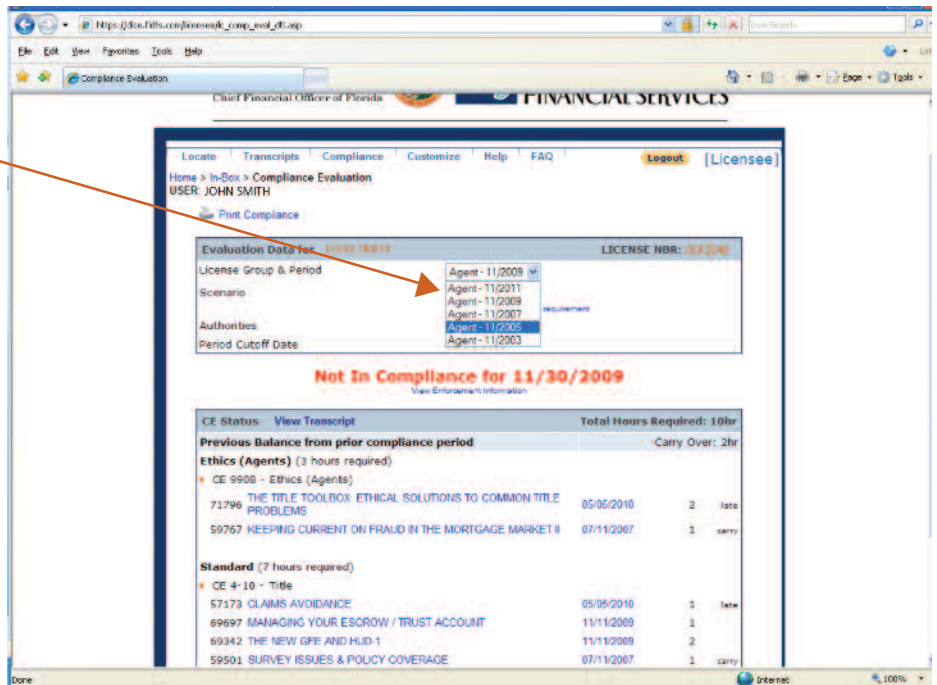 https://dice.fldfs.com/licensee/lc_comp_eval_dtl.asp
Live Search
File Edit View Favorites Tools Help
Compliance Evaluation
Page Tools
Chief Financial Officer of Florida FINANCIAL SERVICES
Locate Transcripts Compliance Customize Help FAQ Logout [Licensee]
Home > In-Box > Compliance Evaluation
USER: JOHN SMITH
Print Compliance
Evaluation Data for LICENSE NBR:
License Group & Period Agent - 11/2009
Agent - 11/2011
Scenario
Agent - 11/2009
requirement
Agent - 11/2007
Authorities
Agent - 11/2005
Period Cutoff Date
Agent - 11/2003
Not In Compliance for 11/30/2009
View Enforcement Information
CE Status View Transcript Total Hours Required: 10hr
Previous Balance from prior compliance period Carry Over: 2hr
Ethics (Agents) (3 hours required)
CE 9908 - Ethics (Agents)
71796 THE TITLE TOOLBOX: ETHICAL SOLUTIONS TO COMMON TITLE PROBLEMS 05/05/2010 2 late
59767 KEEPING CURRENT ON FRAUD IN THE MORTGAGE MARKET II 07/11/2007 1 carry
Standard (7 hours required)
CE 4-10 - Title
57173 CLAIMS AVOIDANCE 05/05/2010 1 late
69697 MANAGING YOUR ESCROW / TRUST ACCOUNT 11/11/2009 1
69342 THE NEW GFE AND HUD-1 11/11/2009 2
59501 SURVEY ISSUES & POLICY COVERAGE 07/11/2007 1 carry
Done Internet 100%